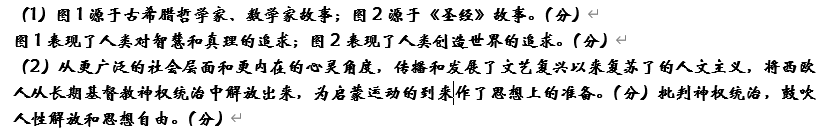 （1）图1源于古希腊哲学家、数学家故事；图2源于《圣经》故事。（分）
图1表现了人类对智慧和真理的追求；图2表现了人类创造世界的追求。（分）
（2）从更广泛的社会层面和更内在的心灵角度，传播和发展了文艺复兴以来复苏了的人文主义，将西欧
人从长期基督教神权统治中解放出来，为启蒙运动的到来作了思想上的准备。（分）批判神权统治，鼓吹
人性解放和思想自由。（分）